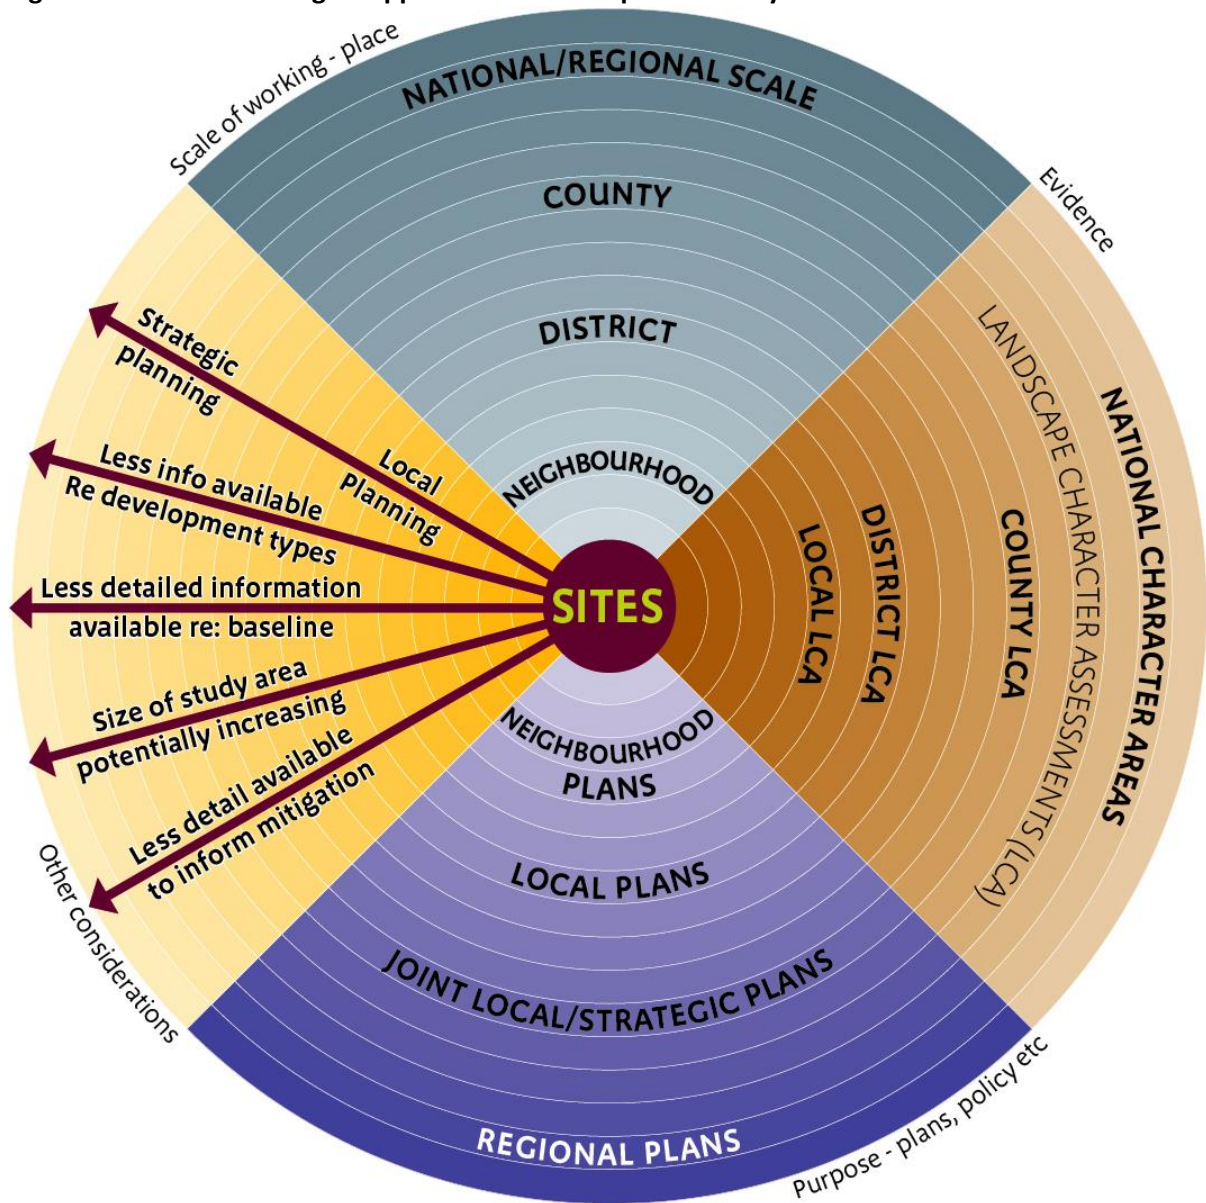 Scale of working - place
NATIONAL/REGIONAL SCALE
COUNTY
DISTRICT
NEIGHBOURHOOD
Evidence
LOCAL LCA
DISTRICT LCA
COUNTY LCA
LANDSCAPE CHARACTER ASSESSMENTS (LCA)
NATIONAL CHARACTER AREAS
SITES
Strategic
planning
Local
Planning
Less info available
Re development types
Less detailed information
available re: baseline
Size of study area
potentially increasing
Less detail available
to inform mitigation
Other considerations
NEIGHBOURHOOD
PLANS
LOCAL PLANS
JOINT LOCAL/STRATEGIC PLANS
REGIONAL PLANS
Purpose - plans, policy etc